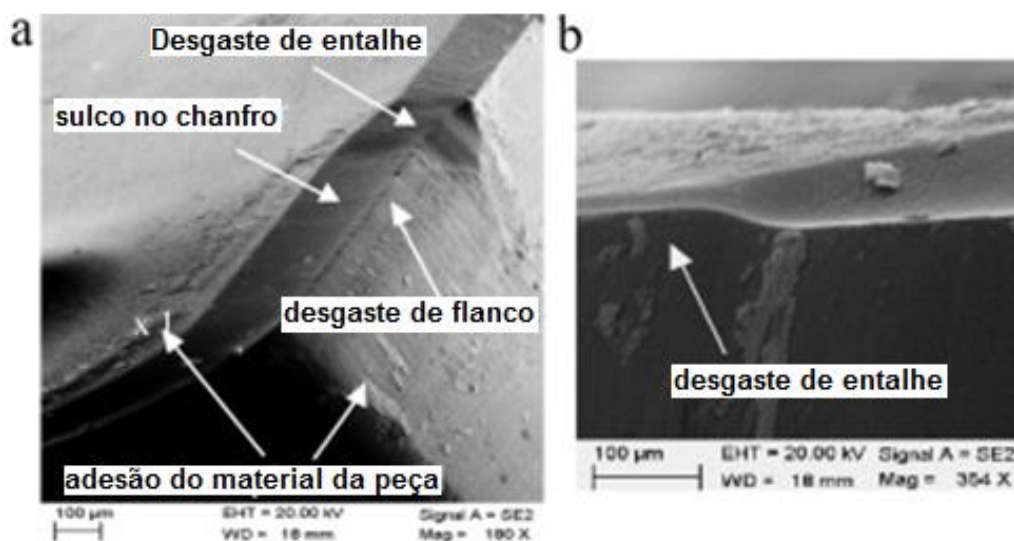 a
Desgaste de entalhe
sulco no chanfro
desgaste de flanco
adesão do material da peça
100 µm
EHT = 20.00 kV
Signal A = SE2
WD = 18 mm
Mag = 180 X
b
desgaste de entalhe
100 µm
EHT = 20.00 kV
Signal A = SE2
WD = 18 mm
Mag = 354 X